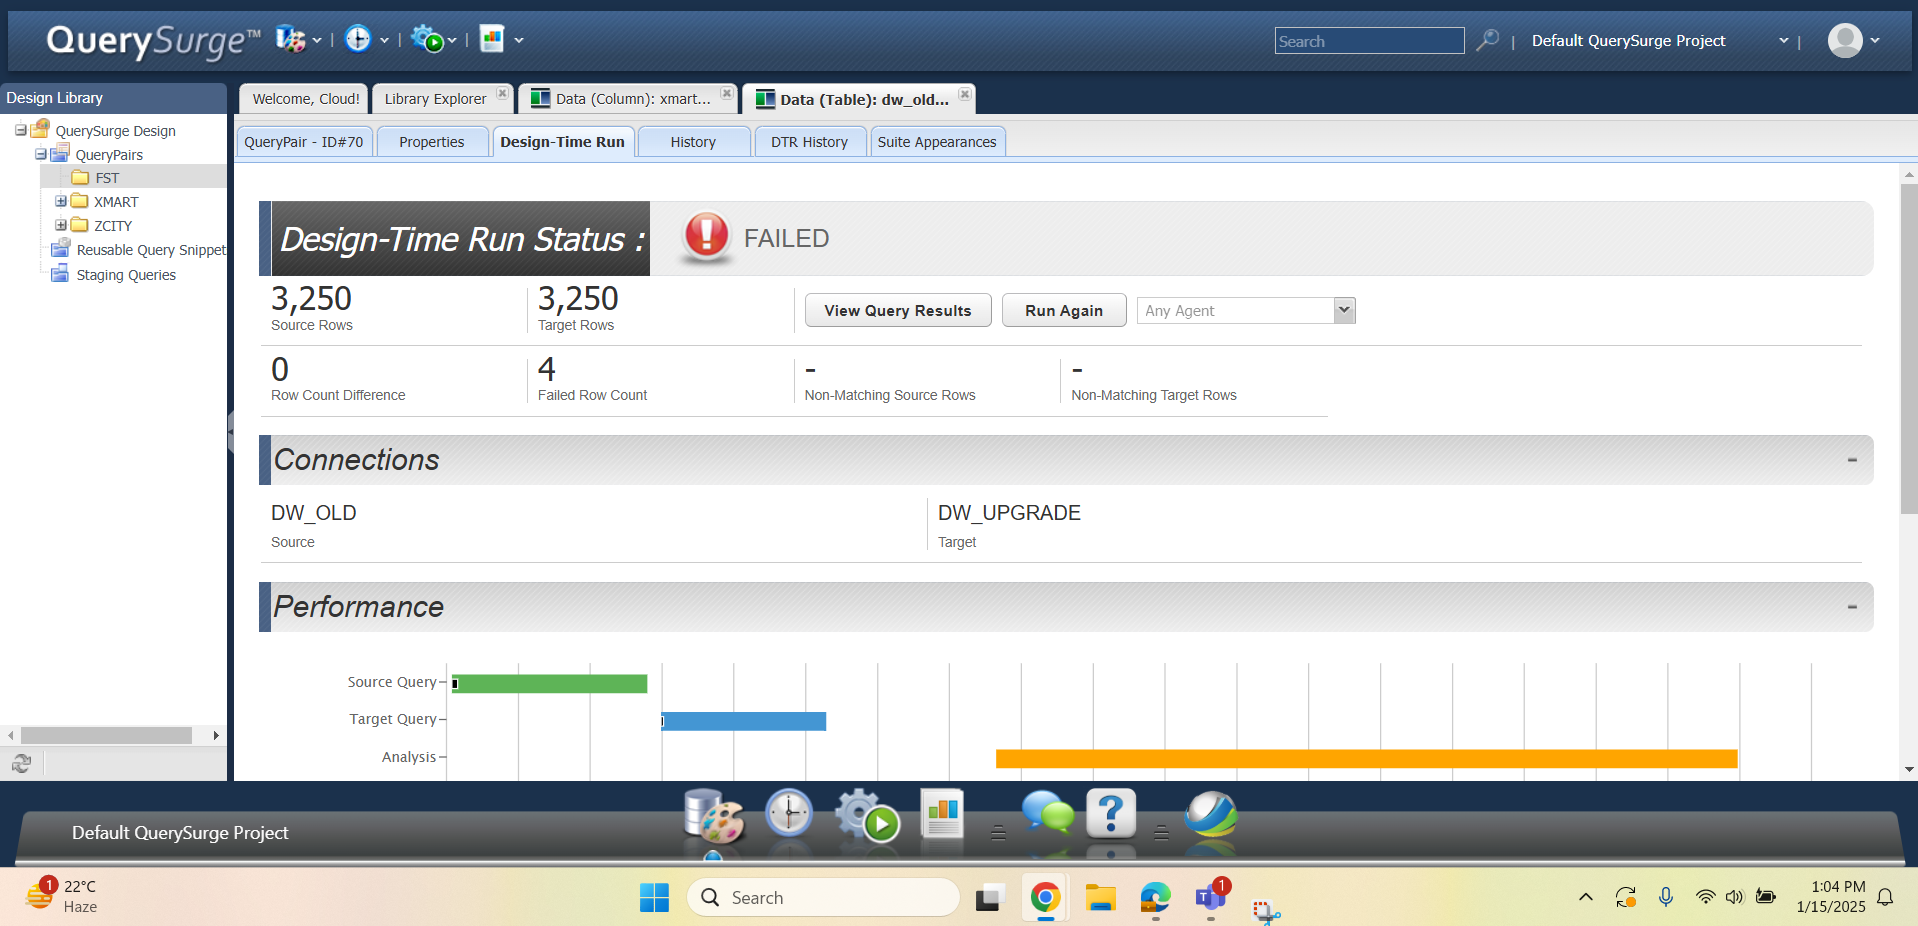 QuerySurge™
Search
Default QuerySurge Project
Design Library
Welcome, Cloud!
Library Explorer
Data (Column): xmart...
Data (Table): dw_old...
QuerySurge Design
QueryPairs
FST
XMART
ZCITY
Reusable Query Snippet
Staging Queries
QueryPair - ID#70
Properties
Design-Time Run
History
DTR History
Suite Appearances
Design-Time Run Status :
FAILED
3,250
Source Rows
3,250
Target Rows
View Query Results
Run Again
Any Agent
0
Row Count Difference
4
Failed Row Count
-
Non-Matching Source Rows
-
Non-Matching Target Rows
Connections
DW_OLD
Source
DW_UPGRADE
Target
Performance
Source Query
Target Query
Analysis
Default QuerySurge Project
1
22°C
Haze
Search
1
1:04 PM
1/15/2025